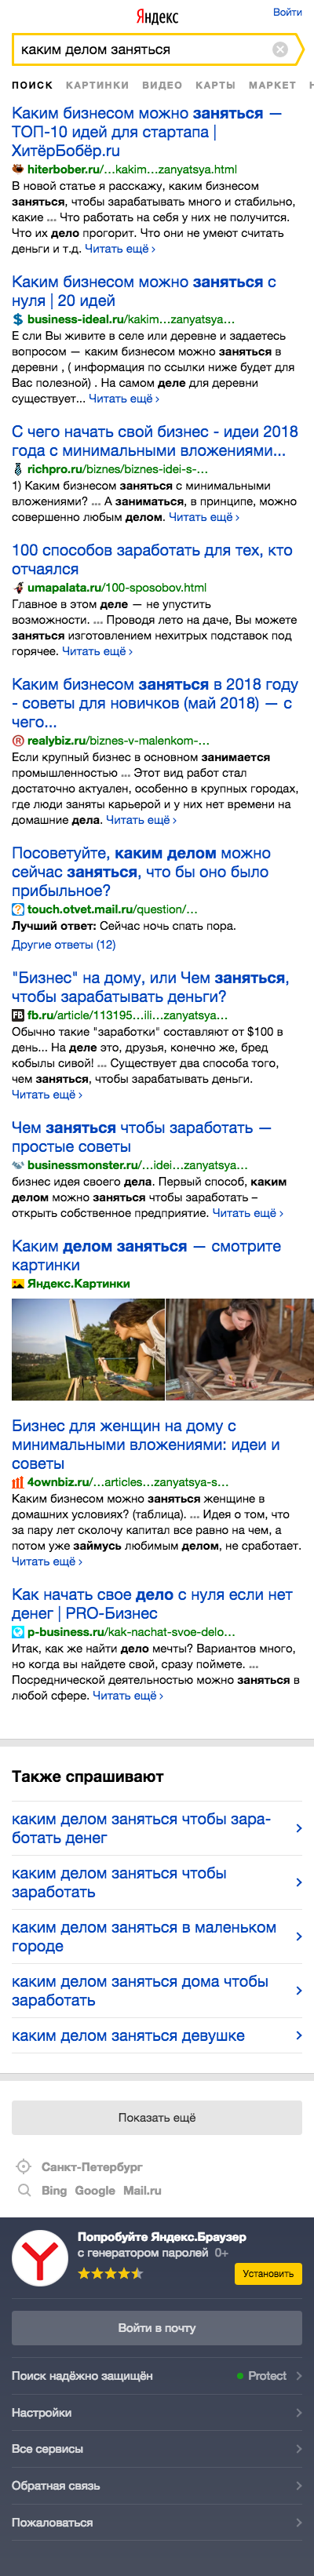 Яндекс
Войти
каким делом заняться
ПОИСК КАРТИНКИ ВИДЕО КАРТЫ МАРКЕТ
Каким бизнесом можно заняться —
ТОП-10 идей для стартапа |
ХитёрБобёр.ru
hiterbober.ru/...kakim...zanyatsya.html
В новой статье я расскажу, каким бизнесом
заняться, чтобы зарабатывать много и стабильно,
какие ... Что работать на себя у них не получится.
Что их дело прогорит. Что они не умеют считать
деньги и т.д. Читать ещё ›
Каким бизнесом можно заняться с
нуля | 20 идей
business-ideal.ru/kakim...zanyatsya...
Е сли Вы живите в селе или деревне и задаетесь
вопросом — каким бизнесом можно заняться в
деревни , ( информация по ссылки ниже будет для
Вас полезной) . На самом деле для деревни
существует... Читать ещё ›
С чего начать свой бизнес - идеи 2018
года с минимальными вложениями...
richpro.ru/biznes/biznes-idei-s-...
1) Каким бизнесом заняться с минимальными
вложениями? ... А заниматься, в принципе, можно
совершенно любым делом. Читать ещё ›
100 способов заработать для тех, кто
отчаялся
umapalata.ru/100-sposobov.html
Главное в этом деле — не упустить
возможности. ... Проводя лето на даче, Вы можете
заняться изготовлением нехитрых подставок под
горячее. Читать ещё ›
Каким бизнесом заняться в 2018 году
- советы для новичков (май 2018) — с
чего...
realybiz.ru/biznes-v-malenkom-...
Если крупный бизнес в основном занимается
промышленностью ... Этот вид работ стал
достаточно актуален, особенно в крупных городах,
где люди заняты карьерой и у них нет времени на
домашние дела. Читать ещё ›
Посоветуйте, каким делом можно
сейчас заняться, что бы оно было
прибыльное?
touch.otvet.mail.ru/question/...
Лучший ответ: Сейчас ночь спать пора.
Другие ответы (12)
"Бизнес" на дому, или Чем заняться,
чтобы зарабатывать деньги?
fb.ru/article/113195...ili...zanyatsya...
Обычно такие "заработки" составляют от $100 в
день... На деле это, друзья, конечно же, бред
кобылы сивой! ... Существует два способа того,
чем заняться, чтобы зарабатывать деньги.
Читать ещё ›
Чем заняться чтобы заработать —
простые советы
businessmonster.ru/...idei...zanyatsya...
бизнес идея своего дела. Первый способ, каким
делом можно заняться чтобы заработать –
открыть собственное предприятие. Читать ещё ›
Каким делом заняться — смотрите
картинки
Яндекс.Картинки
Бизнес для женщин на дому с
минимальными вложениями: идеи и
советы
4ownbiz.ru/...articles...zanyatsya-s...
Каким бизнесом можно заняться женщине в
домашних условиях? (таблица). ... Идея о том, что
за пару лет сколочу капитал все равно на чем, а
потом уже займусь любимым делом, не сработает.
Читать ещё ›
Как начать свое дело с нуля если нет
денег | PRO-Бизнес
p-business.ru/kak-nachat-svoe-delo...
Итак, как же найти дело мечты? Вариантов много,
но когда вы найдете свой, сразу поймете. ...
Посреднической деятельностью можно заняться в
любой сфере. Читать ещё ›
Также спрашивают
каким делом заняться чтобы зара-
ботать денег
каким делом заняться чтобы
заработать
каким делом заняться в маленьком
городе
каким делом заняться дома чтобы
заработать
каким делом заняться девушке
Показать ещё
Санкт-Петербург
Bing Google Mail.ru
Попробуйте Яндекс.Браузер
с генератором паролей 0+
Установить
Войти в почту
Поиск надёжно защищён Protect
Настройки
Все сервисы
Обратная связь
Пожаловаться